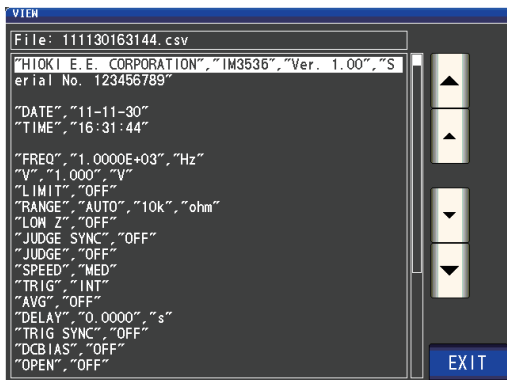 VIEW
File: 111130163144.csv
"HIOKI E.E. CORPORATION","IM3536","Ver. 1.00","S
erial No. 123456789"
"DATE","11-11-30"
"TIME","16:31:44"
"FREQ","1.0000E+03","Hz"
"V","1.000","V"
"LIMIT","OFF"
"RANGE","AUTO","10k","ohm"
"LOW Z","OFF"
"JUDGE SYNC","OFF"
"JUDGE","OFF"
"SPEED","MED"
"TRIG","INT"
"AVG","OFF"
"DELAY","0.0000","s"
"TRIG SYNC","OFF"
"DCBIAS","OFF"
"OPEN","OFF"
EXIT